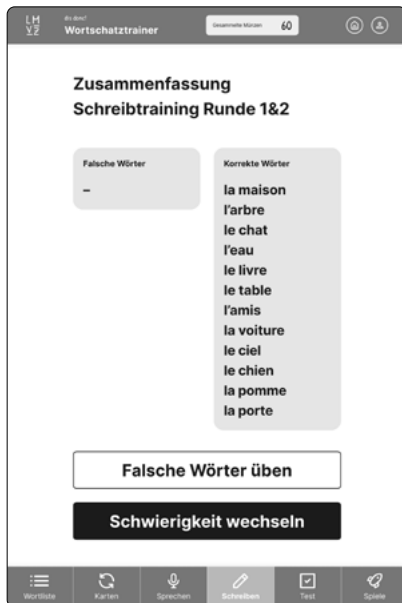 LM
VZ
dis donc!
Wortschatztrainer
Gesammelte Münzen
60
Zusammenfassung
Schreibtraining Runde 1&2
Falsche Wörter
–
Korrekte Wörter
la maison
l'arbre
le chat
l'eau
le livre
le table
l'amis
la voiture
le ciel
le chien
la pomme
la porte
Falsche Wörter üben
Schwierigkeit wechseln
Wortliste
Karten
Sprechen
Schreiben
Test
Spiele